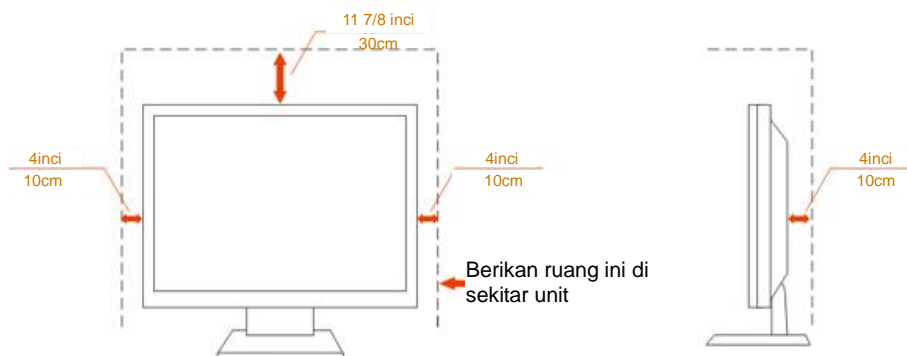 11 7/8 inci
30cm
4inci
10cm
4inci
10cm
4inci
10cm
Berikan ruang ini di
sekitar unit